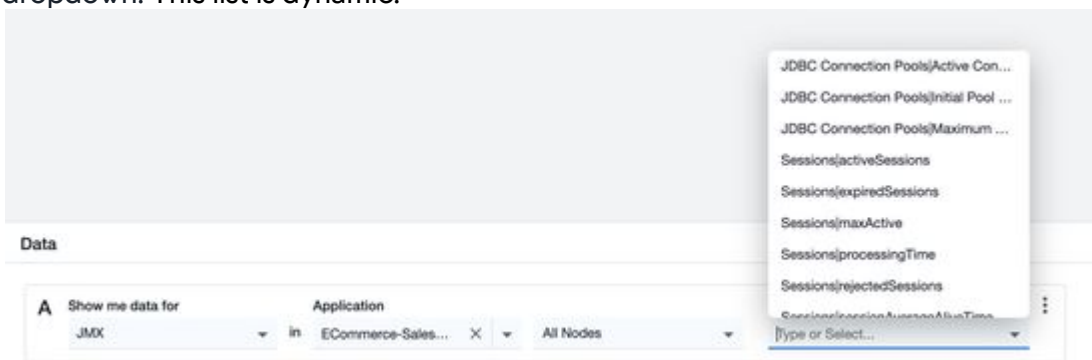 dropdown. This list is dynamic.
JDBC Connection Pools|Active Con...
JDBC Connection Pools|Initial Pool ...
JDBC Connection Pools|Maximum ...
Sessions|activeSessions
Sessions|expiredSessions
Sessions|maxActive
Sessions|processingTime
Sessions|rejectedSessions
Sessions|sessionAverageAliveTime
Data
A Show me data for Application
JMX in ECommerce-Sales... All Nodes Type or Select...